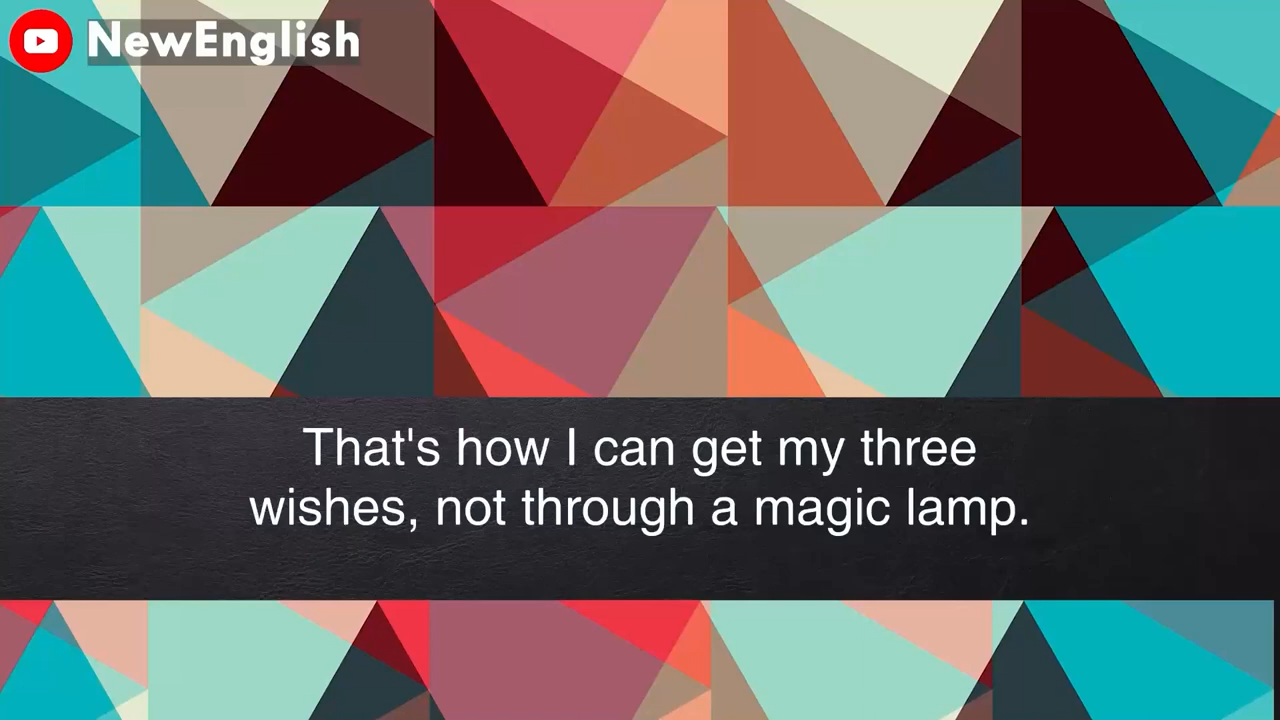 NewEnglish
That's how I can get my three
wishes, not through a magic lamp.